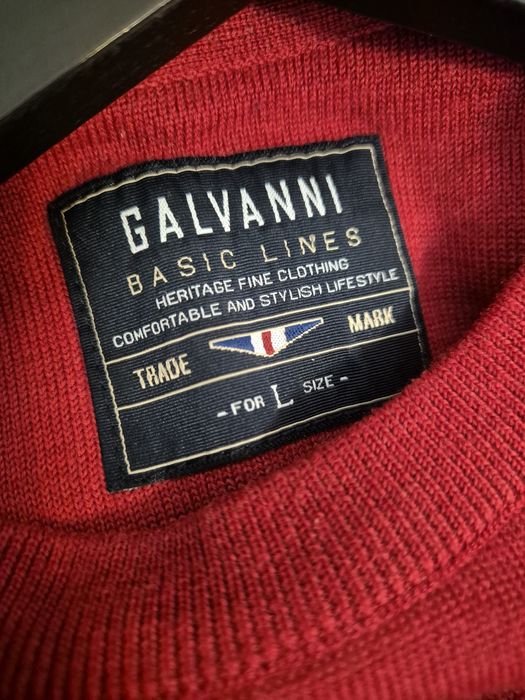 GALVANNI
BASIC LINES
HERITAGE FINE CLOTHING
COMFORTABLE AND STYLISH LIFESTYLE
TRADE MARK
- FOR L SIZE -